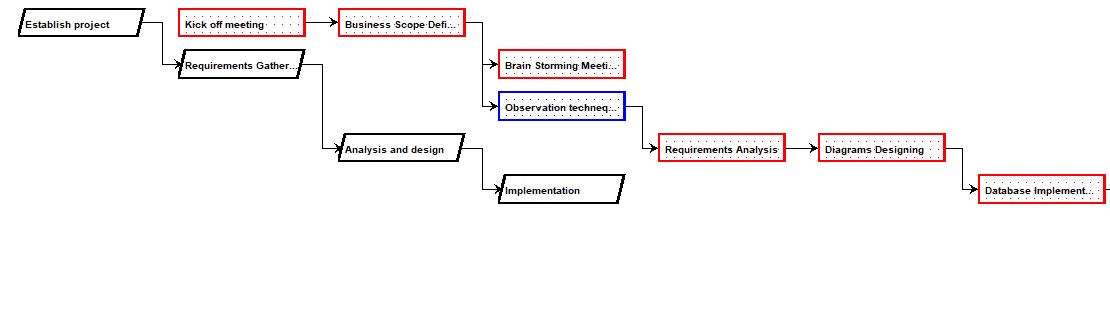 Establish project
Kick off meeting
Business Scope Defi...
Requirements Gather...
Brain Storming Meeti...
Observation techneq...
Analysis and design
Requirements Analysis
Diagrams Designing
Implementation
Database Implement...